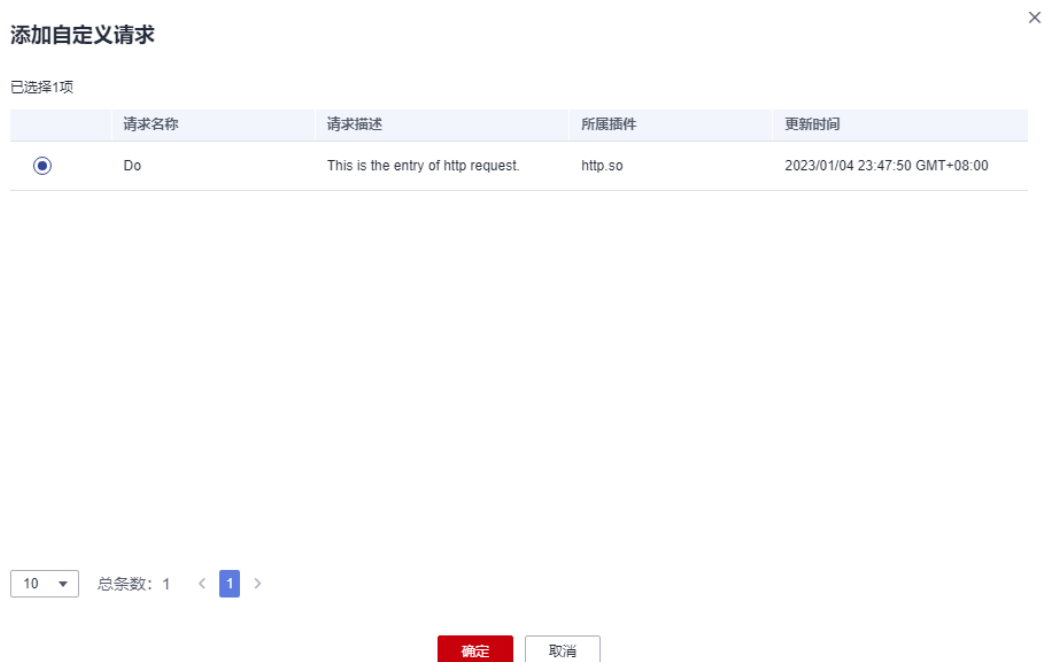 添加自定义请求
已选择1项
请求名称 请求描述 所属插件 更新时间
Do This is the entry of http request. http.so 2023/01/04 23:47:50 GMT+08:00
10 总条数：1 < 1 >
确定 取消